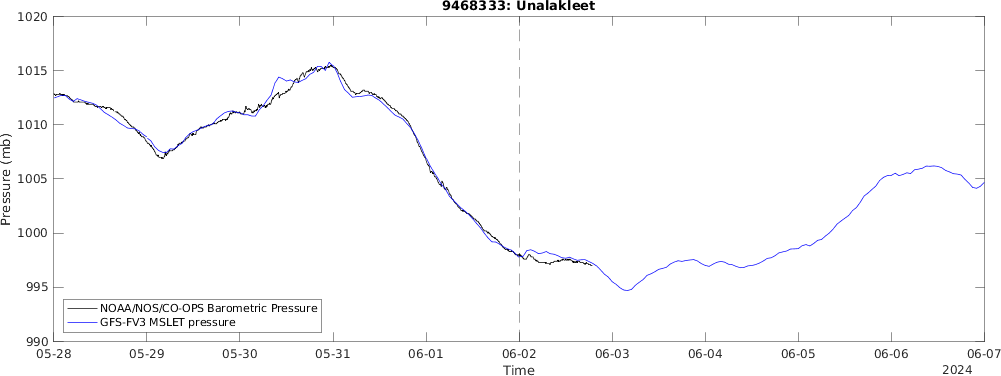 9468333: Unalakleet
Pressure (mb)
1020
1015
1010
1005
1000
995
990
NOAA/NOS/CO-OPS Barometric Pressure
GFS-FV3 MSLET pressure
05-28 05-29 05-30 05-31 06-01 06-02 06-03 06-04 06-05 06-06 06-07
Time
2024